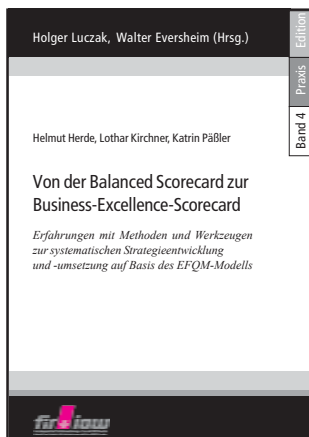 Holger Luczak, Walter Eversheim (Hrsg.)
Edition
Praxis
Band 4
Helmut Herde, Lothar Kirchner, Katrin Päßler
Von der Balanced Scorecard zur
Business-Excellence-Scorecard
Erfahrungen mit Methoden und Werkzeugen
zur systematischen Strategieentwicklung
und -umsetzung auf Basis des EFQM-Modells
fir iaw